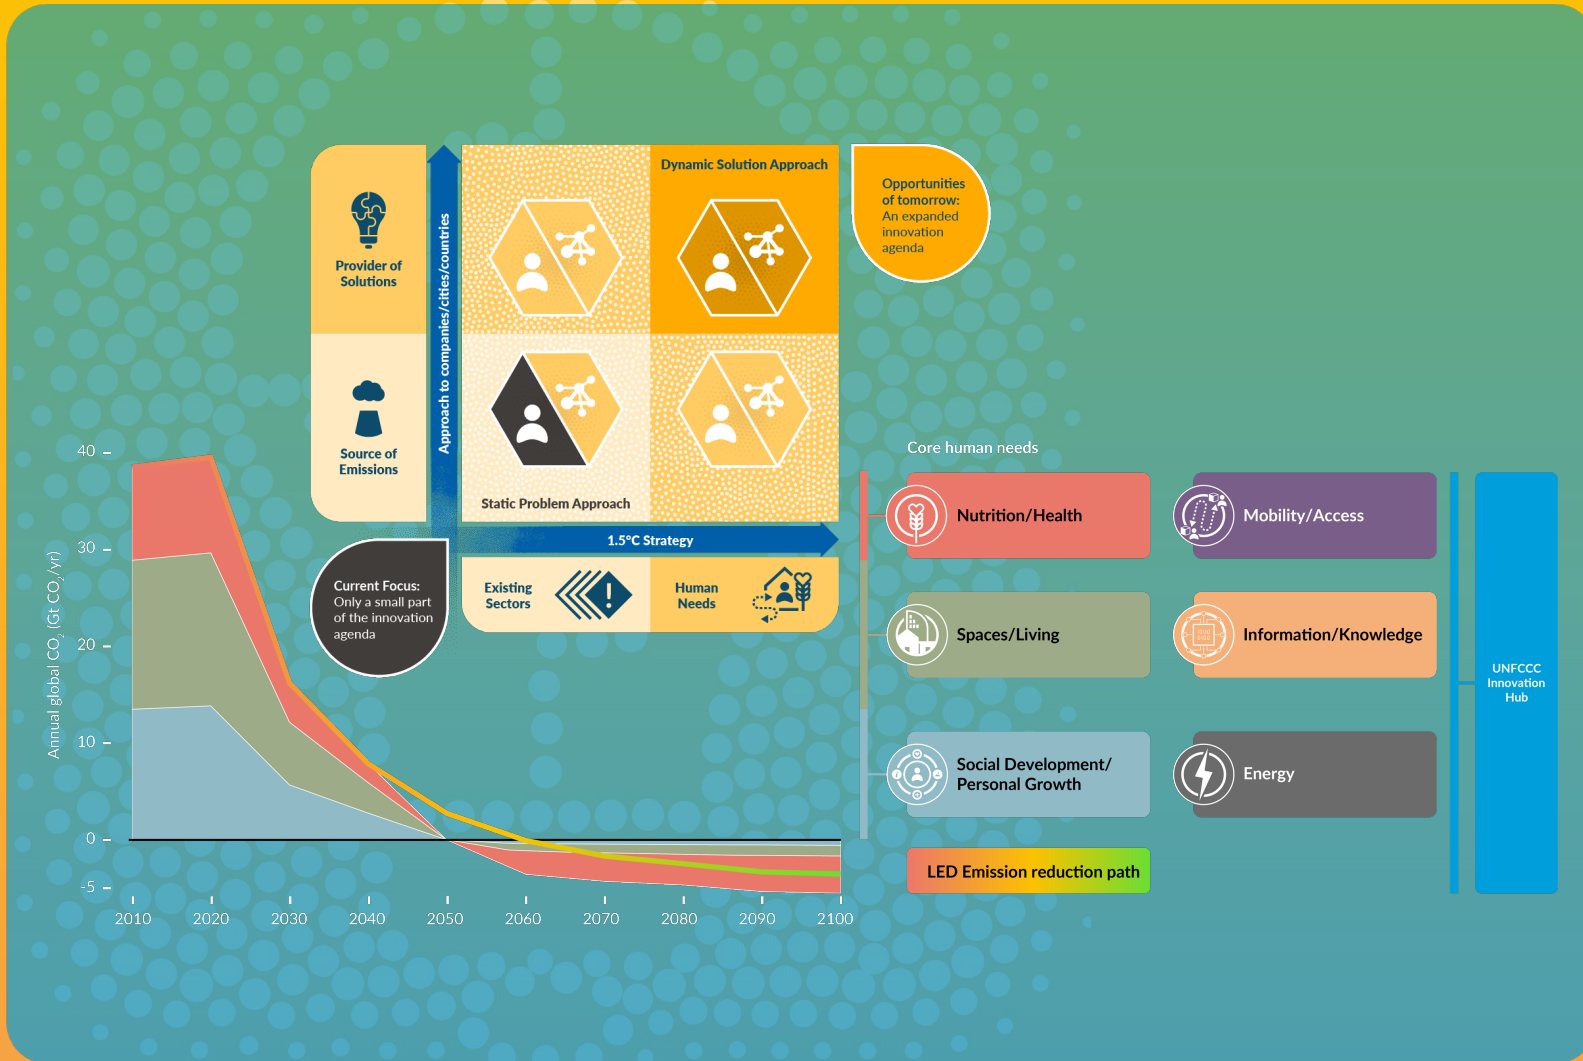 Dynamic Solution Approach
Opportunities
of tomorrow:
An expanded
innovation
agenda
Provider of
Solutions
Approach to companies/cities/countries
Source of
Emissions
Static Problem Approach
1.5°C Strategy
Existing
Sectors
Human
Needs
Current Focus:
Only a small part
of the innovation
agenda
Annual global CO₂ (Gt CO₂/yr)
40
30
20
10
0
-5
2010
2020
2030
2040
2050
2060
2070
2080
2090
2100
Core human needs
Nutrition/Health
Mobility/Access
Spaces/Living
Information/Knowledge
Social Development/
Personal Growth
Energy
LED Emission reduction path
UNFCCC
Innovation
Hub